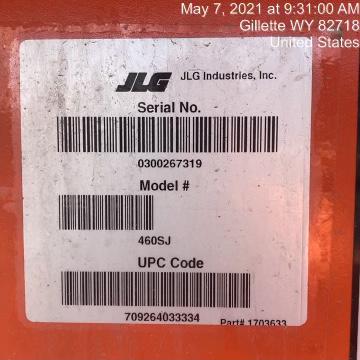 May 7, 2021 at 9:31:00 AM
Gillette WY 82718
United States
JLG JLG Industries, Inc.
Serial No.
0300267319
Model #
460SJ
UPC Code
709264033334
Part# 1703633